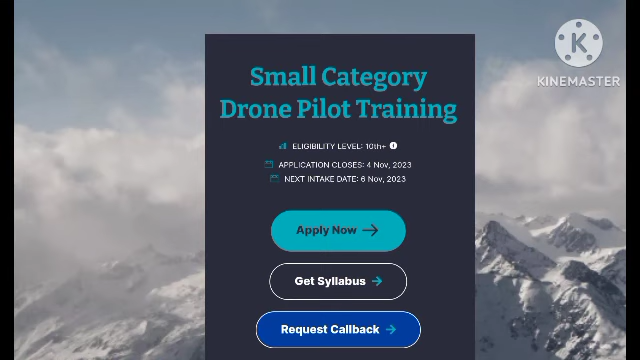 Small Category
Drone Pilot Training
ELIGIBILITY LEVEL: 10th+
APPLICATION CLOSES: 4 Nov, 2023
NEXT INTAKE DATE: 6 Nov, 2023
Apply Now
Get Syllabus
Request Callback
K
KINEMASTER